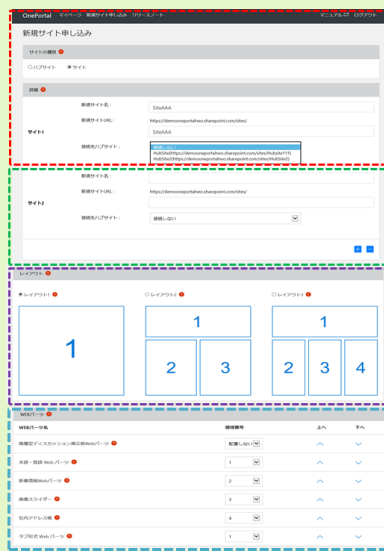 OnePortal マイページ 新規サイト申し込み リリースノート マニュアル ログアウト
新規サイト申し込み
サイトの種類
ハブサイト サイト
詳細
サイト1
新規サイト名:
SiteAAA
新規サイトURL:
https://demooneportalneo.sharepoint.com/sites/
SiteAAA
接続先ハブサイト:
接続しない
HubSite(https://demooneportalneo.sharepoint.com/sites/Hubsite111)
HubSite2(https://demooneportalneo.sharepoint.com/sites/HubSite2)
サイト2
新規サイト名:
新規サイトURL:
https://demooneportalneo.sharepoint.com/sites/
接続先ハブサイト:
接続しない
レイアウト
レイアウト1 レイアウト2 レイアウト3
1
1
2 3
1
2 3 4
WEBパーツ
WEBパーツ名 領域番号 上へ 下へ
階層型ディスカッション掲示板Webパーツ 配置しない
未読・既読 Web パーツ 1
新着情報Webパーツ 2
画像スライダー 3
社内アドレス帳 4
タブ形式 Web パーツ 1